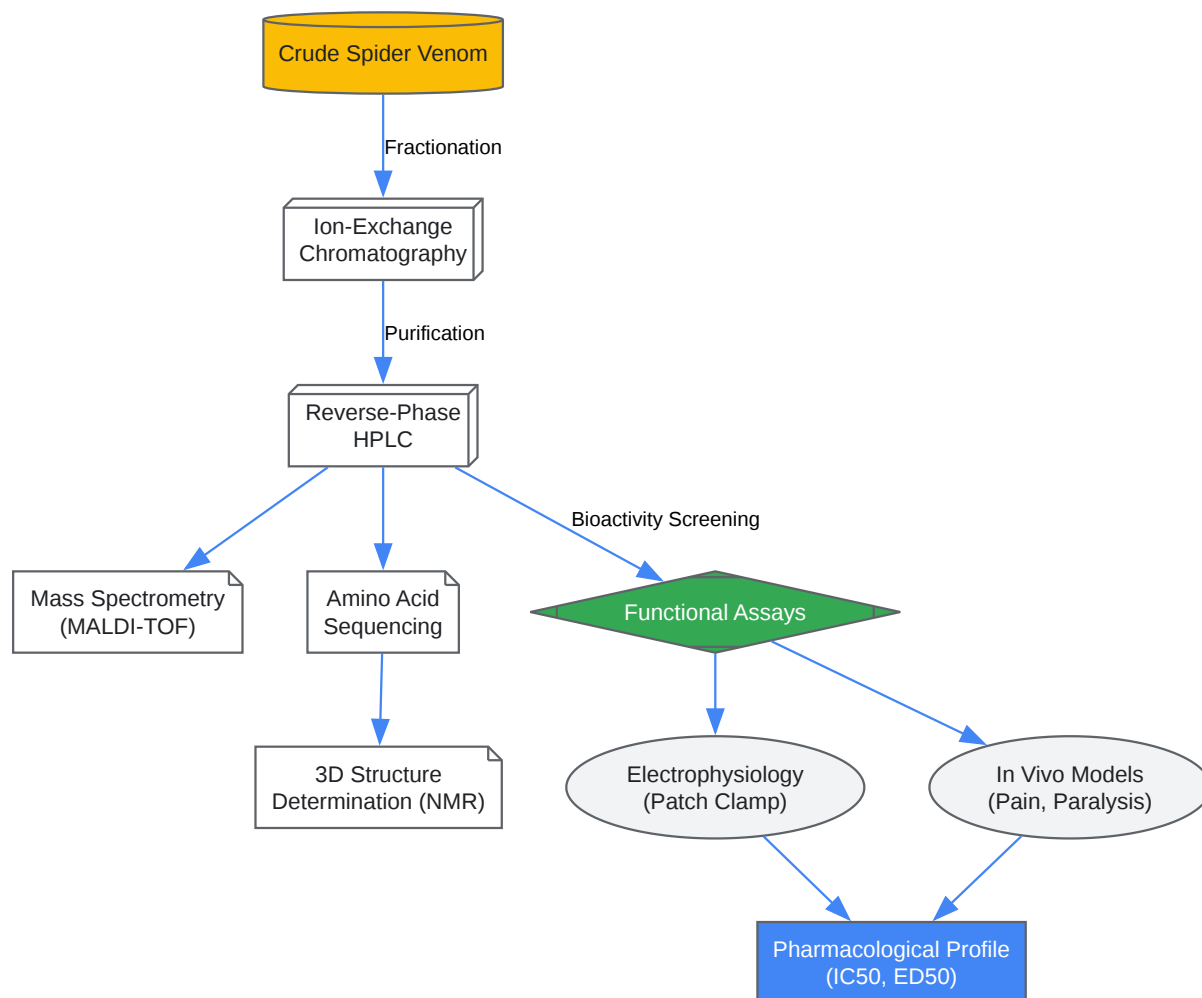 Crude Spider Venom
Fractionation
Ion-Exchange
Chromatography
Purification
Reverse-Phase
HPLC
Bioactivity Screening
Mass Spectrometry
(MALDI-TOF)
Amino Acid
Sequencing
Functional Assays
3D Structure
Determination (NMR)
Electrophysiology
(Patch Clamp)
In Vivo Models
(Pain, Paralysis)
Pharmacological Profile
(IC50, ED50)